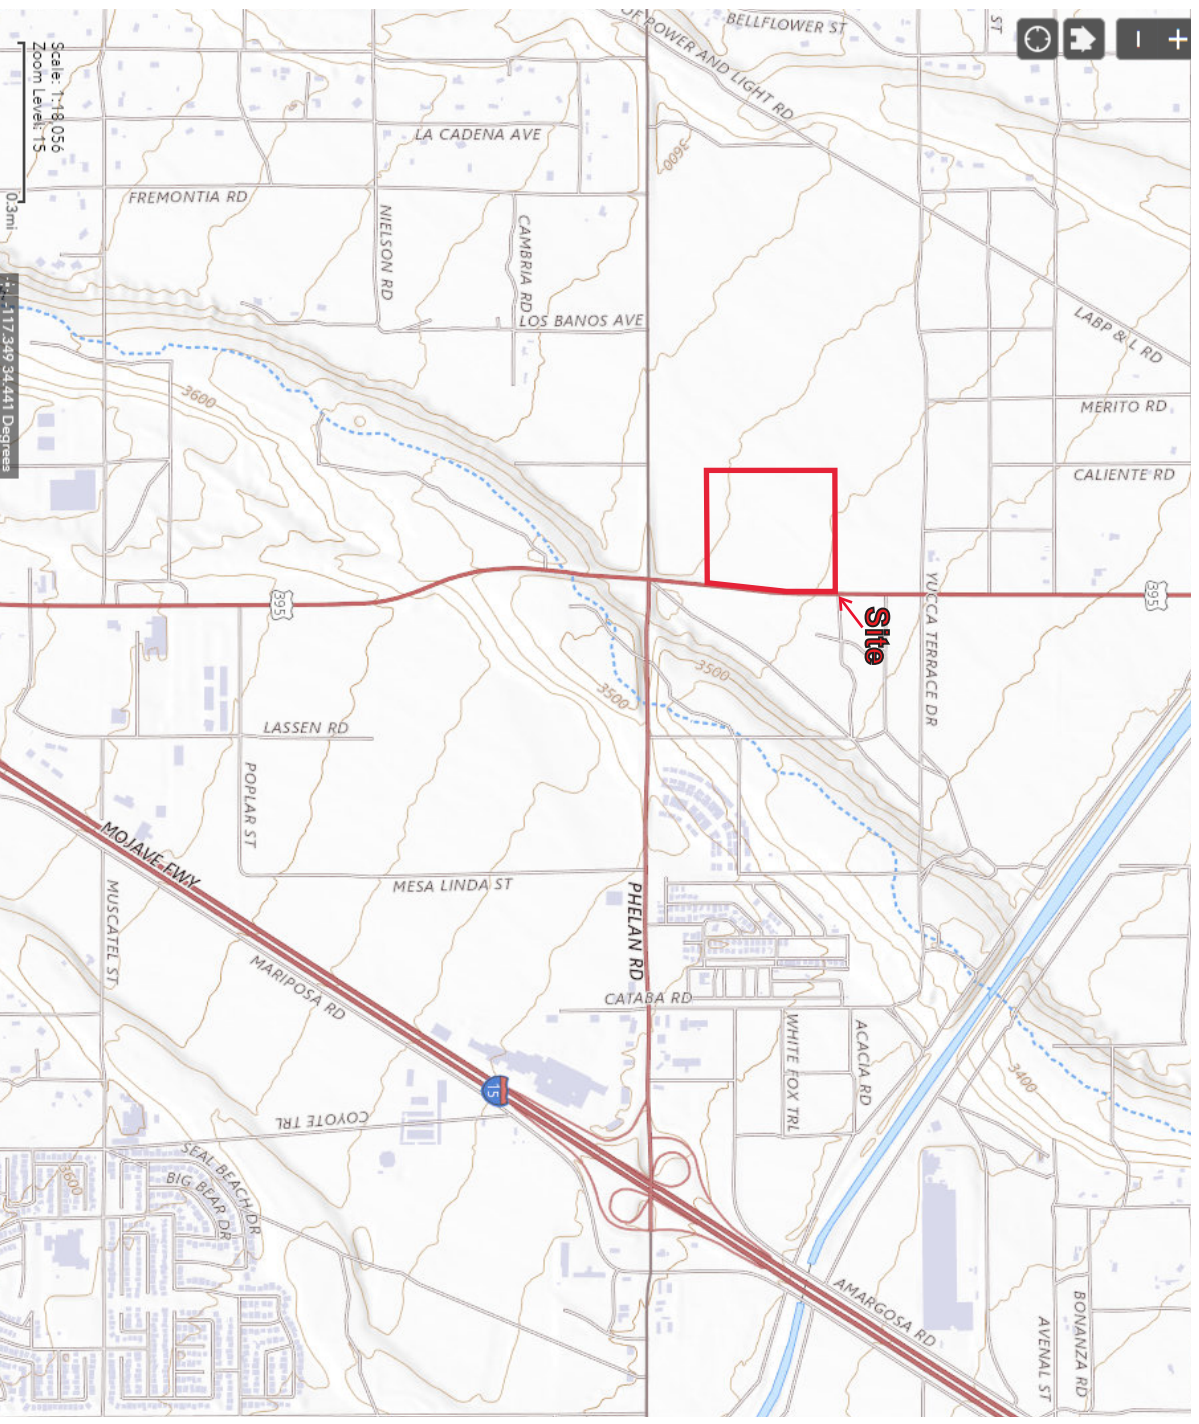 BELLFLOWER ST
ST
OF POWER AND LIGHT RD
− +
Scale: 1:18,056
Zoom Level: 15
0.3mi
LA CADENA AVE
3600
FREMONTIA RD
NIELSON RD
CAMBRIA RD
LOS BANOS AVE
LABP & L RD
-117.349 34.441 Degrees
3600
MERITO RD
CALIENTE RD
395
395
YUCCA TERRACE DR
Site
3500
3500
LASSEN RD
POPLAR ST
MOJAVE FWY
MESA LINDA ST
PHELAN RD
MUSCATEL ST
MARIPOSA RD
CATABA RD
WHITE FOX TRL
ACACIA RD
3400
15
COYOTE TRL
SEAL BEACH DR
BIG BEAR DR
3600
AMARGOSA RD
BONANZA RD
AVENAL ST